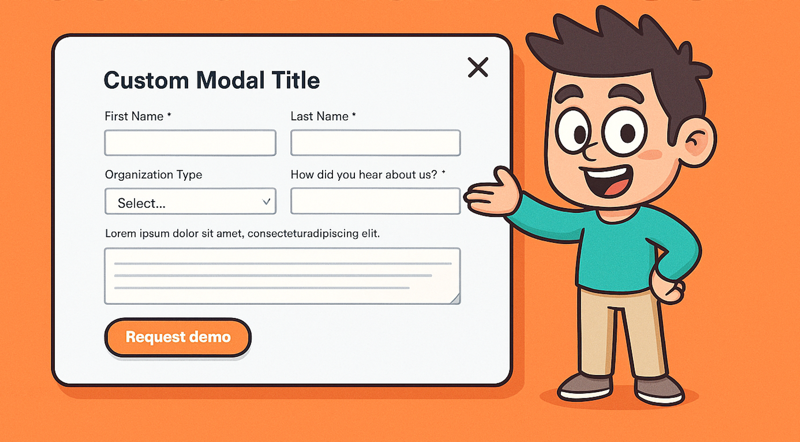 Custom Modal Title
First Name *
Last Name *
Organization Type
How did you hear about us? *
Select...
Lorem ipsum dolor sit amet, consecteturadipiscing elit.
Request demo